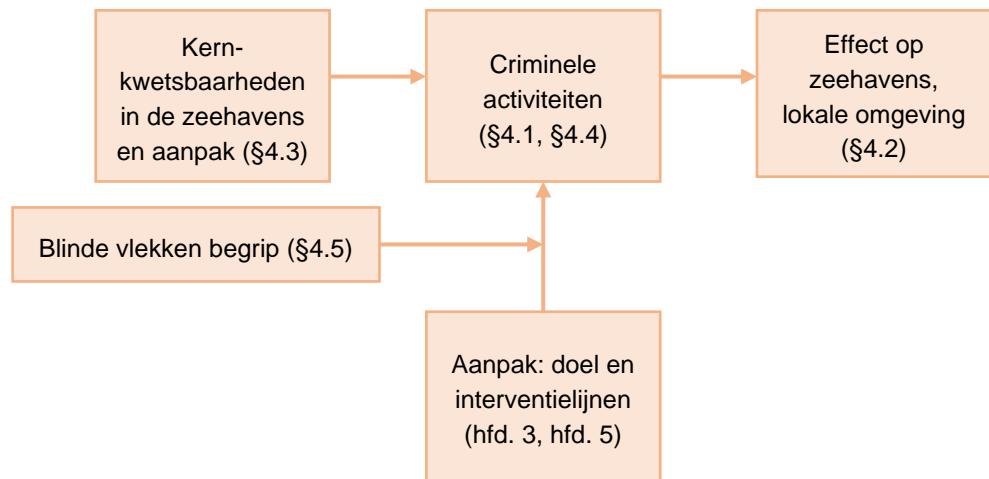 Kern-
kwetsbaarheden
in de zeehavens
en aanpak (§4.3)
Criminele
activiteiten
(§4.1, §4.4)
Effect op
zeehavens,
lokale omgeving
(§4.2)
Blinde vlekken begrip (§4.5)
Aanpak: doel en
interventielijnen
(hfd. 3, hfd. 5)